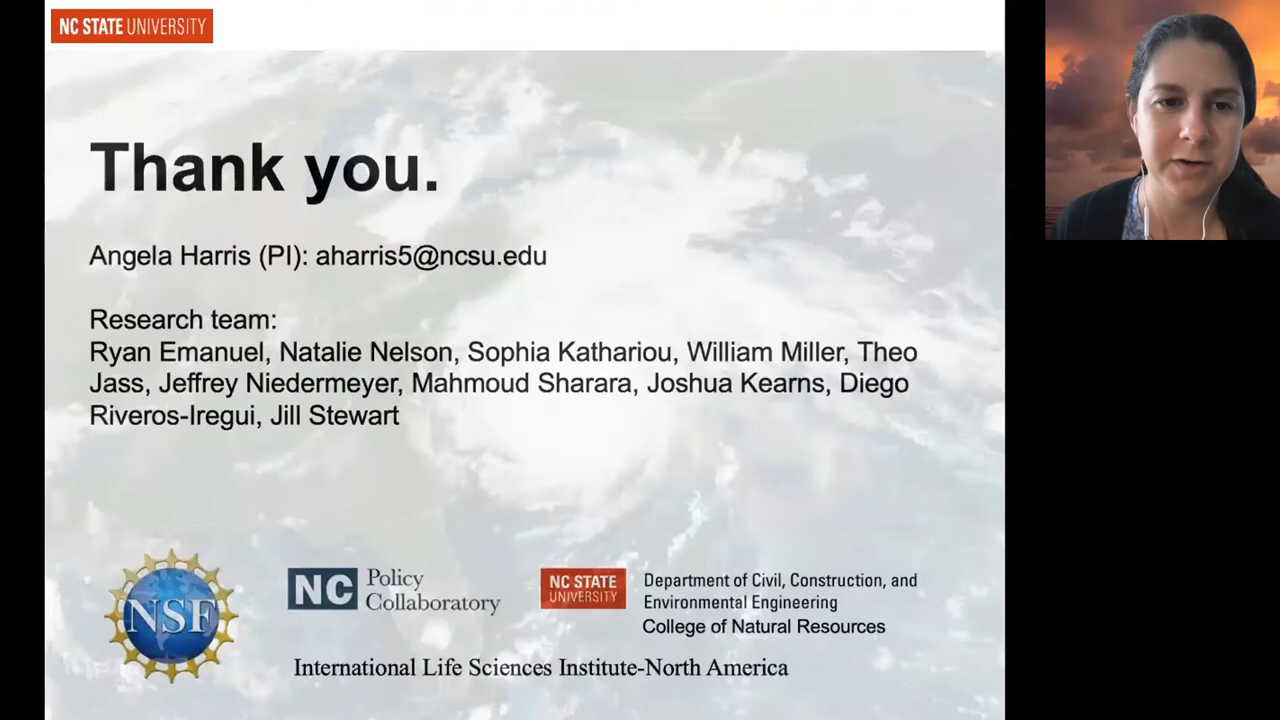 NC STATE UNIVERSITY
Thank you.
Angela Harris (PI): aharris5@ncsu.edu
Research team:
Ryan Emanuel, Natalie Nelson, Sophia Kathariou, William Miller, Theo
Jass, Jeffrey Niedermeyer, Mahmoud Sharara, Joshua Kearns, Diego
Riveros-Iregui, Jill Stewart
NSF
NC Policy
Collaboratory
NC STATE
UNIVERSITY
Department of Civil, Construction, and
Environmental Engineering
College of Natural Resources
International Life Sciences Institute-North America